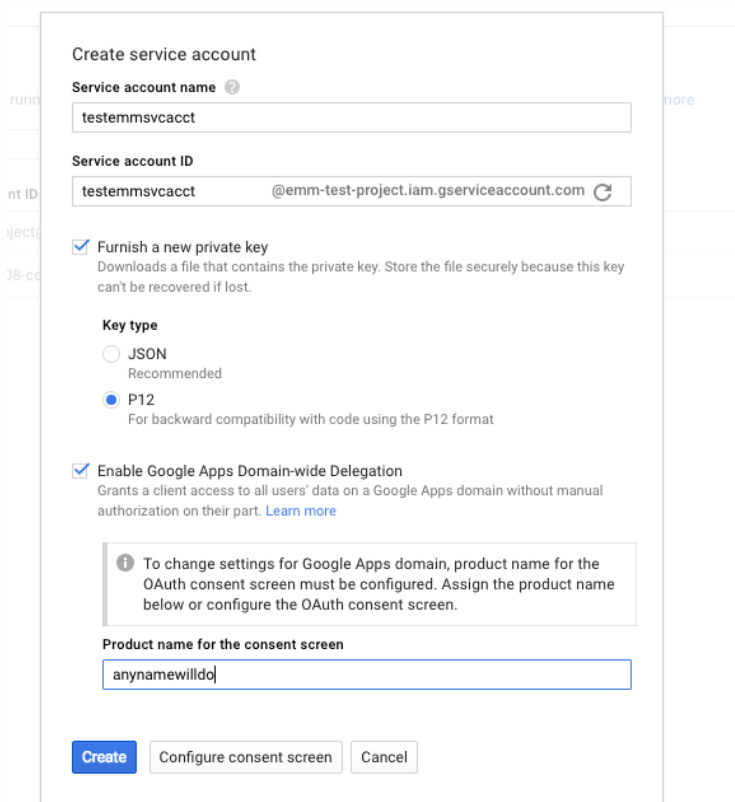 Create service account
Service account name ?
testemmsvcacct
runn
more
Service account ID
testemmsvcacct @emm-test-project.iam.gserviceaccount.com
nt ID
Furnish a new private key
Downloads a file that contains the private key. Store the file securely because this key
can't be recovered if lost.
Key type
JSON
Recommended
P12
For backward compatibility with code using the P12 format
Enable Google Apps Domain-wide Delegation
Grants a client access to all users' data on a Google Apps domain without manual
authorization on their part. Learn more
To change settings for Google Apps domain, product name for the
OAuth consent screen must be configured. Assign the product name
below or configure the OAuth consent screen.
Product name for the consent screen
anynamewilldo
Create Configure consent screen Cancel